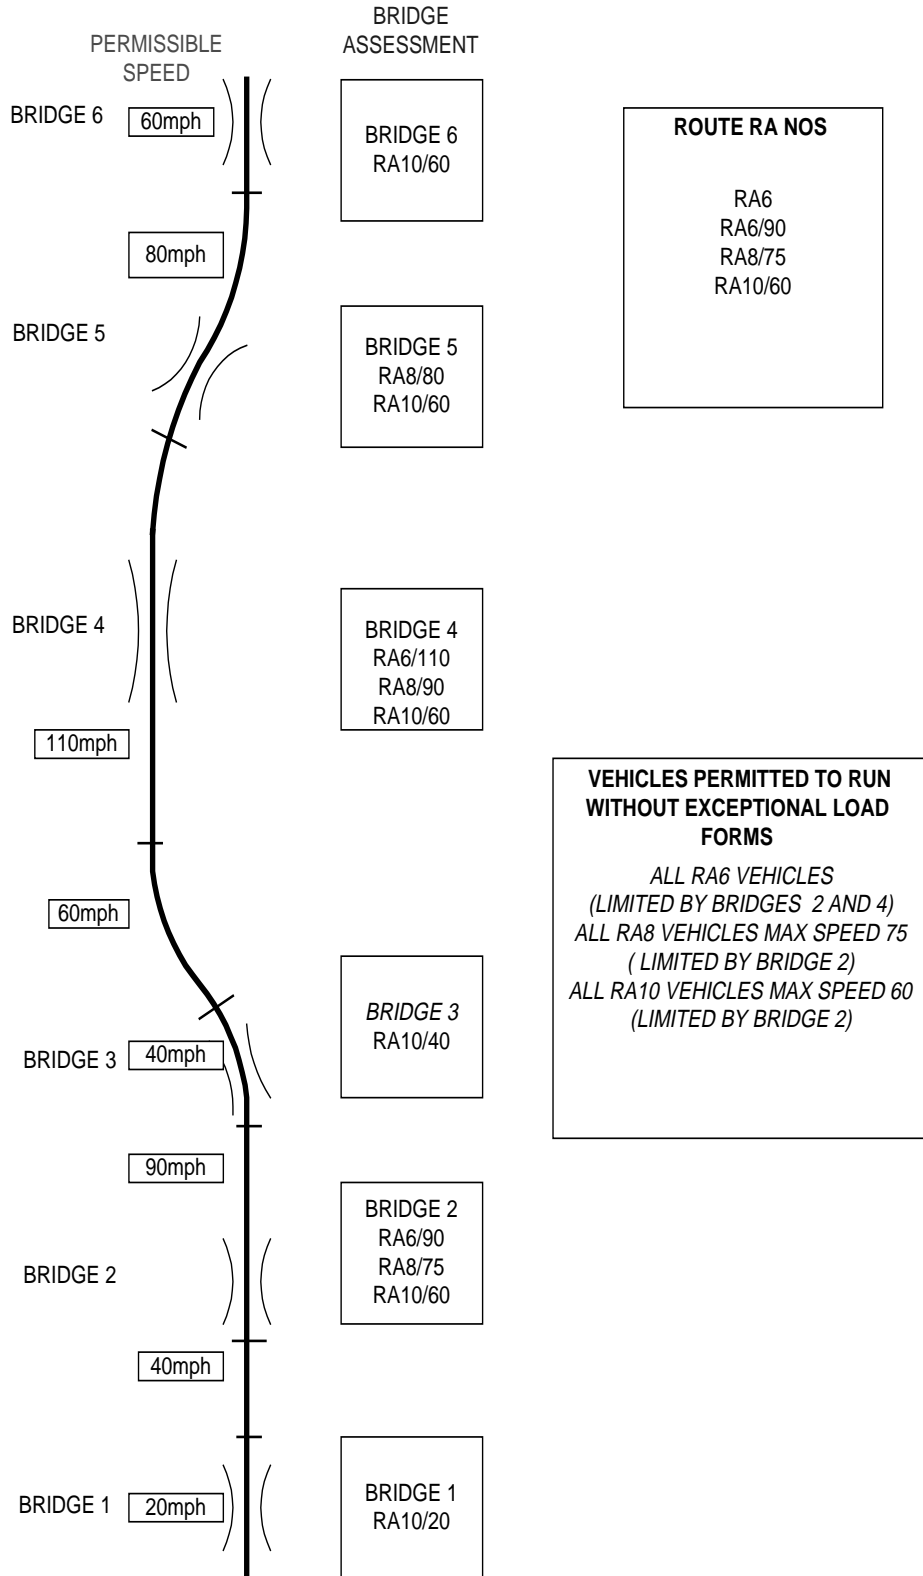 BRIDGE
ASSESSMENT
PERMISSIBLE
SPEED
BRIDGE 6
60mph
BRIDGE 6
RA10/60
ROUTE RA NOS
RA6
RA6/90
RA8/75
RA10/60
80mph
BRIDGE 5
BRIDGE 5
RA8/80
RA10/60
BRIDGE 4
BRIDGE 4
RA6/110
RA8/90
RA10/60
110mph
VEHICLES PERMITTED TO RUN
WITHOUT EXCEPTIONAL LOAD
FORMS
ALL RA6 VEHICLES
(LIMITED BY BRIDGES 2 AND 4)
ALL RA8 VEHICLES MAX SPEED 75
( LIMITED BY BRIDGE 2)
ALL RA10 VEHICLES MAX SPEED 60
(LIMITED BY BRIDGE 2)
60mph
BRIDGE 3
40mph
BRIDGE 3
RA10/40
90mph
BRIDGE 2
BRIDGE 2
RA6/90
RA8/75
RA10/60
40mph
BRIDGE 1
20mph
BRIDGE 1
RA10/20